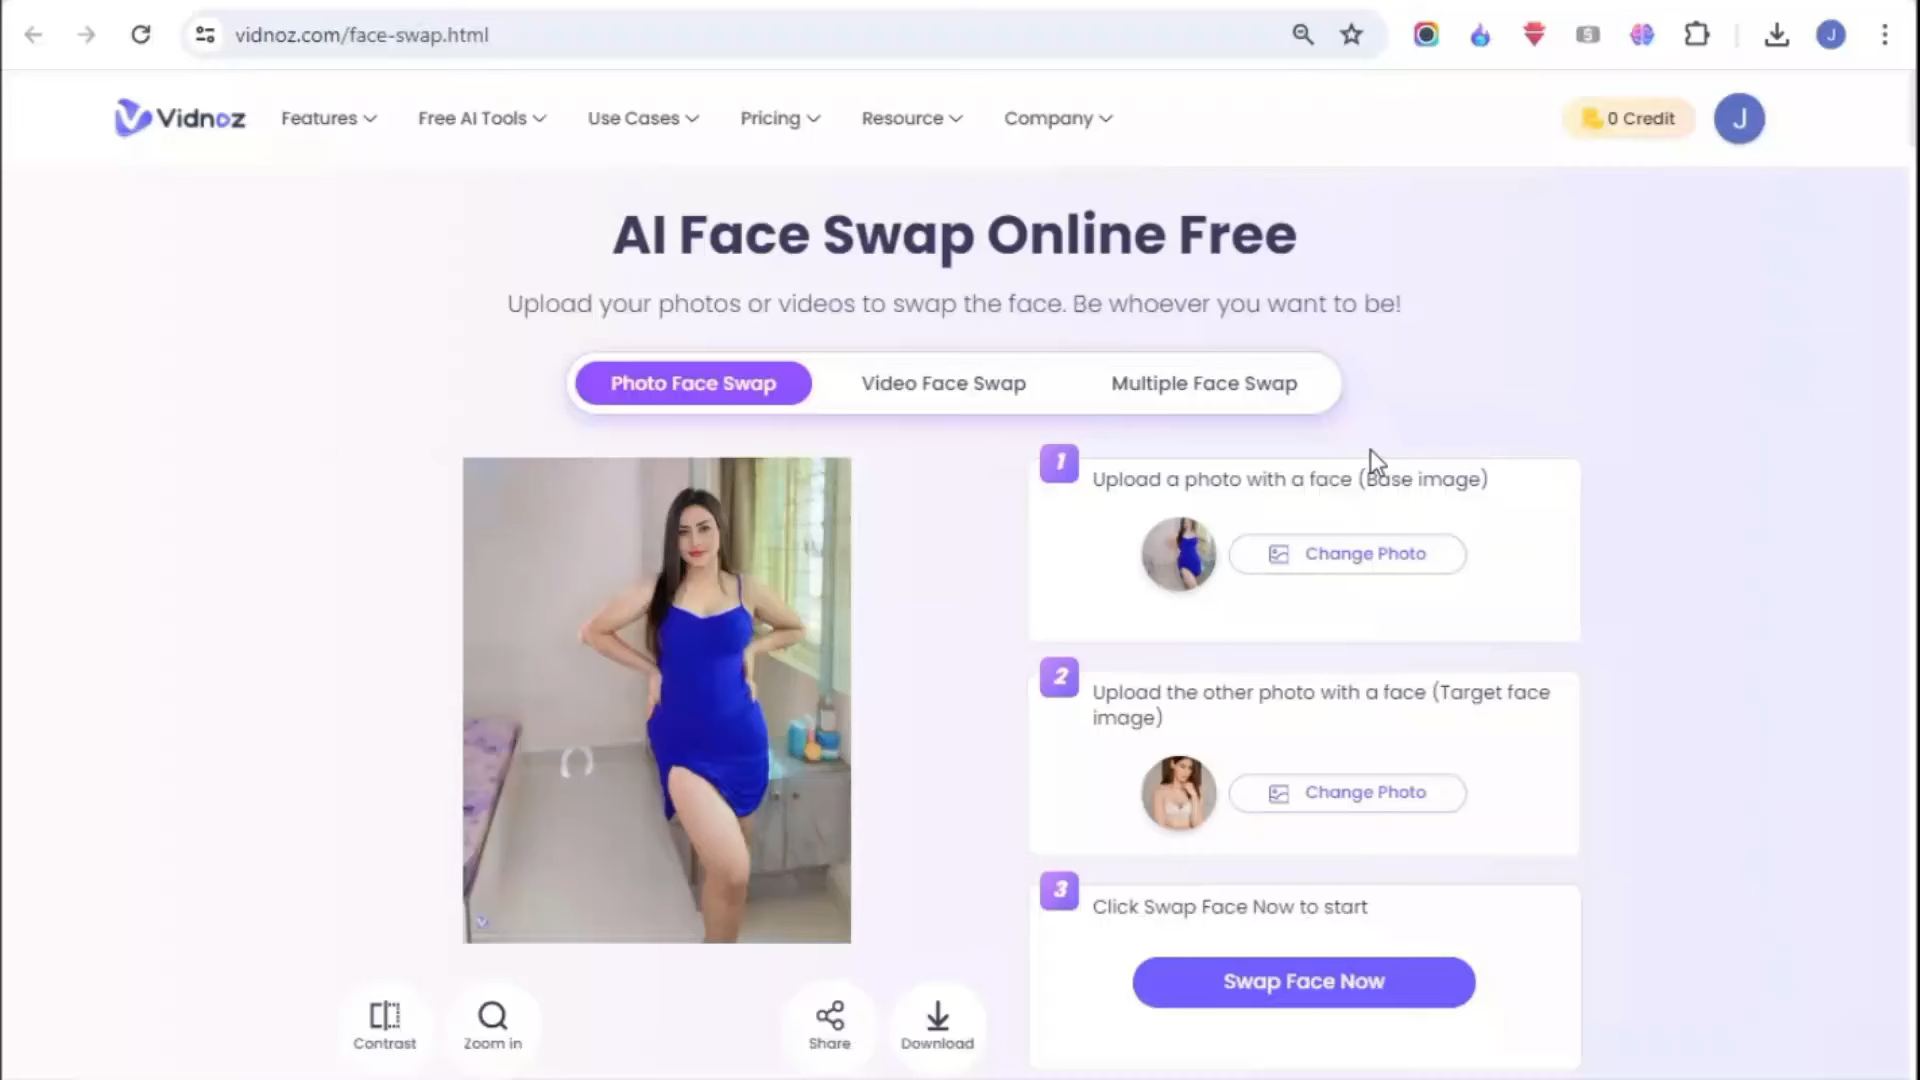 vidnoz.com/face-swap.html
S
J
Vidnoz
Features
Free AI Tools
Use Cases
Pricing
Resource
Company
0 Credit
J
AI Face Swap Online Free
Upload your photos or videos to swap the face. Be whoever you want to be!
Photo Face Swap
Video Face Swap
Multiple Face Swap
1
Upload a photo with a face (Base image)
Change Photo
2
Upload the other photo with a face (Target face
image)
Change Photo
3
Click Swap Face Now to start
Swap Face Now
Contrast
Zoom in
Share
Download